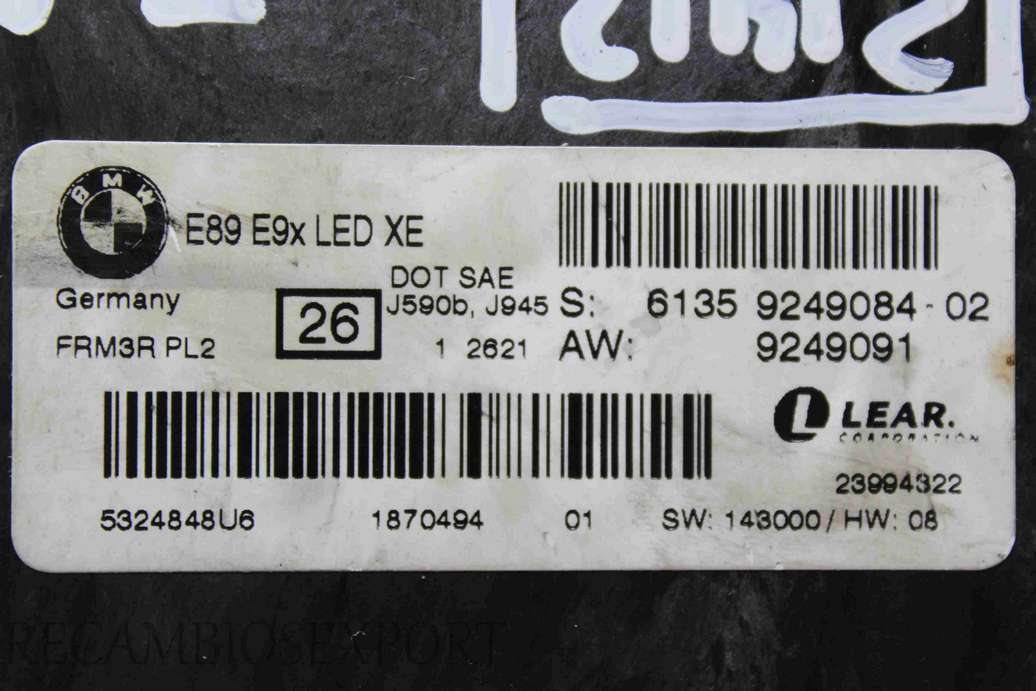 BMW
E89 E9x LED XE
DOT SAE
Germany
26
J590b, J945
S: 6135 9249084-02
FRM3R PL2
1 2621
AW: 9249091
LEAR.
CORPORATION
23994322
5324848U6 1870494 01 SW: 143000/HW: 08
RECAMBIOSEXPORT